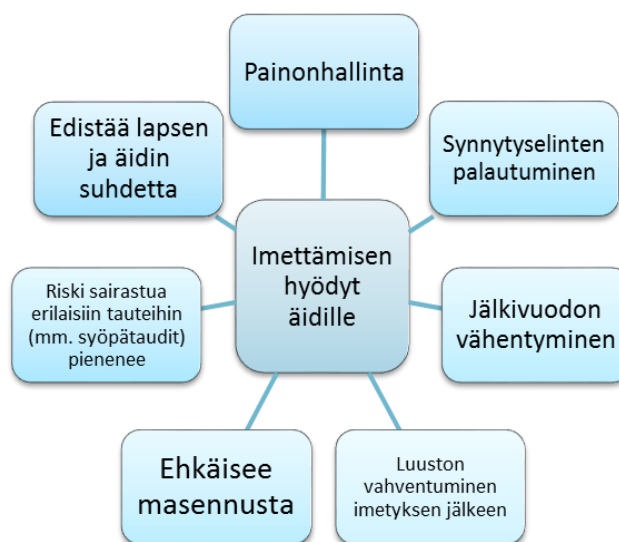 Painonhallinta
Edistää lapsen
ja äidin
suhdetta
Synnytyselinten
palautuminen
Imettämisen
hyödyt
äidille
Riski sairastua
erilaisiin tauteihin
(mm. syöpätaudit)
pienenee
Jälkivuodon
vähentyminen
Ehkäisee
masennusta
Luuston
vahventuminen
imetyksen jälkeen